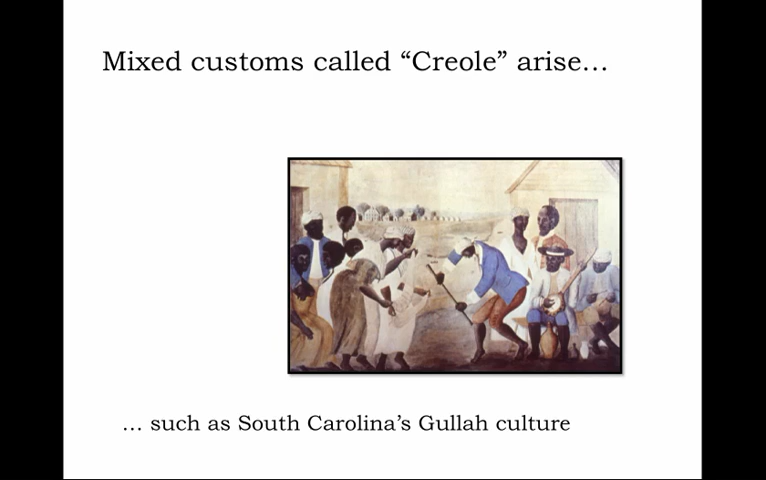 Mixed customs called “Creole” arise…
… such as South Carolina’s Gullah culture